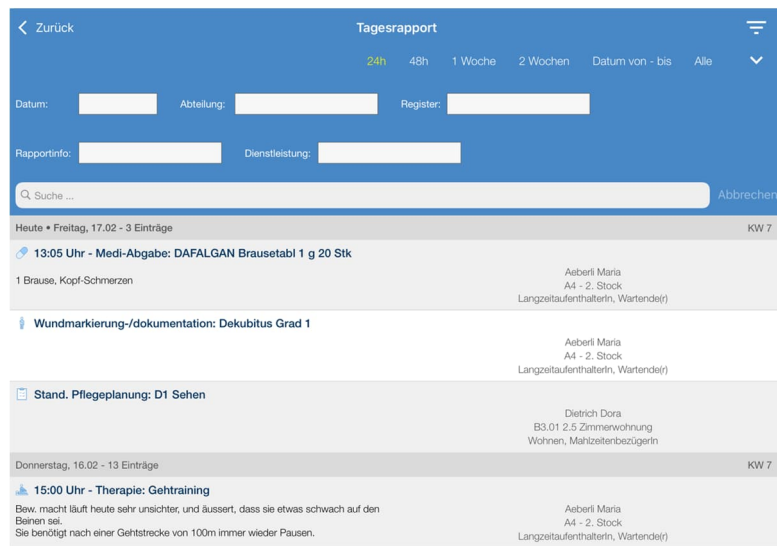 Zurück
Tagesrapport
24h 48h 1 Woche 2 Wochen Datum von - bis Alle
Datum: Abteilung: Register:
Rapportinfo: Dienstleistung:
Suche ... Abbrechen
Heute • Freitag, 17.02 - 3 Einträge KW 7
13:05 Uhr - Medi-Abgabe: DAFALGAN Brausetabl 1 g 20 Stk
1 Brause, Kopf-Schmerzen
Aeberli Maria
A4 - 2. Stock
LangzeitaufenthalterIn, Wartende(r)
Wundmarkierung-/dokumentation: Dekubitus Grad 1
Aeberli Maria
A4 - 2. Stock
LangzeitaufenthalterIn, Wartende(r)
Stand. Pflegeplanung: D1 Sehen
Dietrich Dora
B3.01 2.5 Zimmerwohnung
Wohnen, MahlzeitenbezügerIn
Donnerstag, 16.02 - 13 Einträge KW 7
15:00 Uhr - Therapie: Gehtraining
Bew. macht läuft heute sehr unsichter, und äussert, dass sie etwas schwach auf den
Beinen sei.
Sie benötigt nach einer Gehtstrecke von 100m immer wieder Pausen.
Aeberli Maria
A4 - 2. Stock
LangzeitaufenthalterIn, Wartende(r)